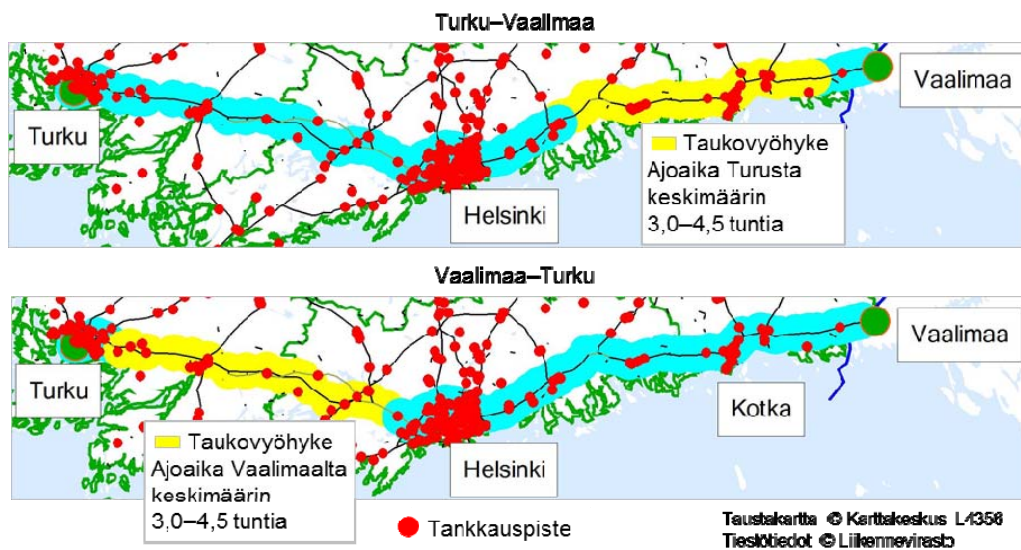 Turku–Vaalimaa
Vaalimaa
Turku
Taukovyöhyke
Ajoaika Turusta
keskimäärin
3,0–4,5 tuntia
Helsinki
Vaalimaa–Turku
Vaalimaa
Turku
Kotka
Taukovyöhyke
Ajoaika Vaalimaalta
keskimäärin
3,0–4,5 tuntia
Helsinki
Tankkauspiste
Taustakartta © Karttakeskus L4356
Tiestötiedot © Liikennevirasto